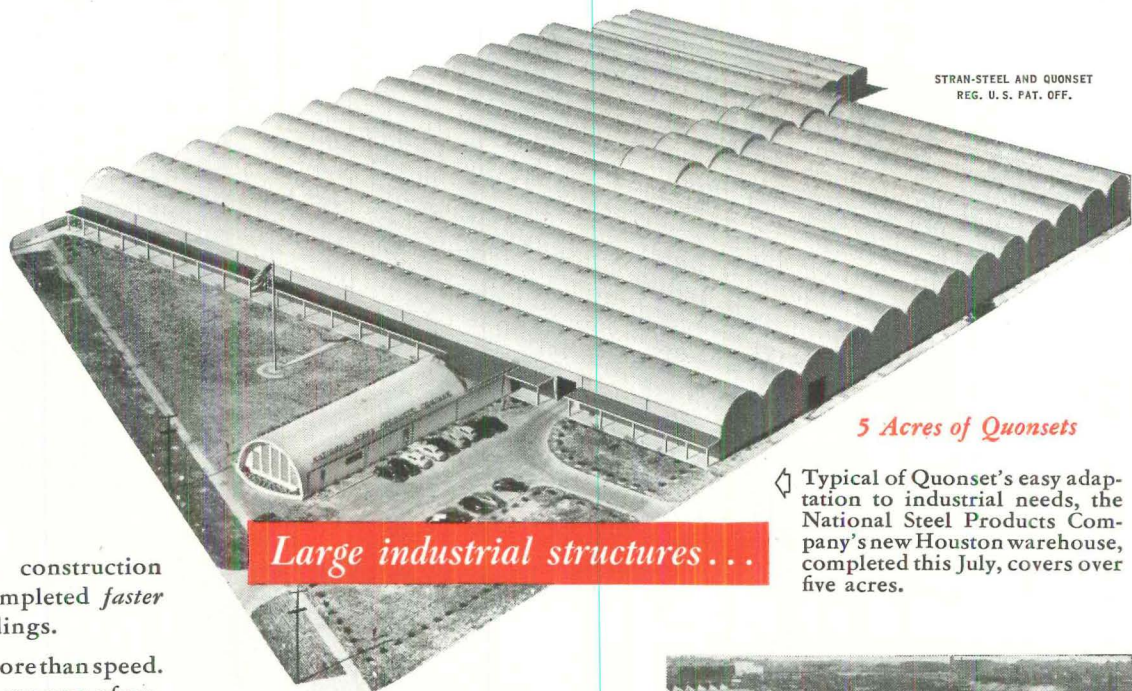 STRAN-STEEL AND QUONSET
REG. U.S. PAT. OFF.
5 Acres of Quonsets
Typical of Quonset's easy adap-
tation to industrial needs, the
National Steel Products Com-
pany's new Houston warehouse,
completed this July, covers over
five acres.
Large industrial structures...
construction
faster
lings.
ore than speed.